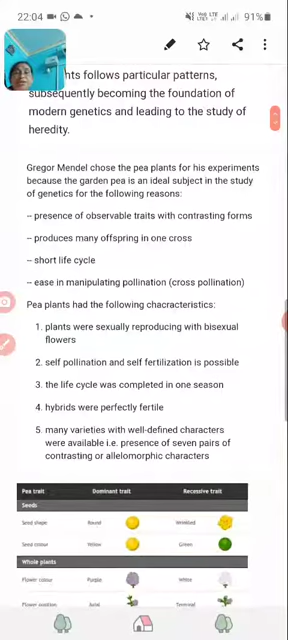 22:04
91%
nts follows particular patterns,
subsequently becoming the foundation of
modern genetics and leading to the study of
heredity.
Gregor Mendel chose the pea plants for his experiments
because the garden pea is an ideal subject in the study
of genetics for the following reasons:
-- presence of observable traits with contrasting forms
-- produces many offspring in one cross
-- short life cycle
-- ease in manipulating pollination (cross pollination)
Pea plants had the following chacracteristics:
1. plants were sexually reproducing with bisexual
flowers
2. self pollination and self fertilization is possible
3. the life cycle was completed in one season
4. hybrids were perfectly fertile
5. many varieties with well-defined characters
were available i.e. presence of seven pairs of
contrasting or allelomorphic characters
Pea trait Dominant trait Recessive trait
Seeds
Seed shape Round Wrinkled
Seed colour Yellow Green
Whole plants
Flower colour Purple White
Flower position Axial Terminal